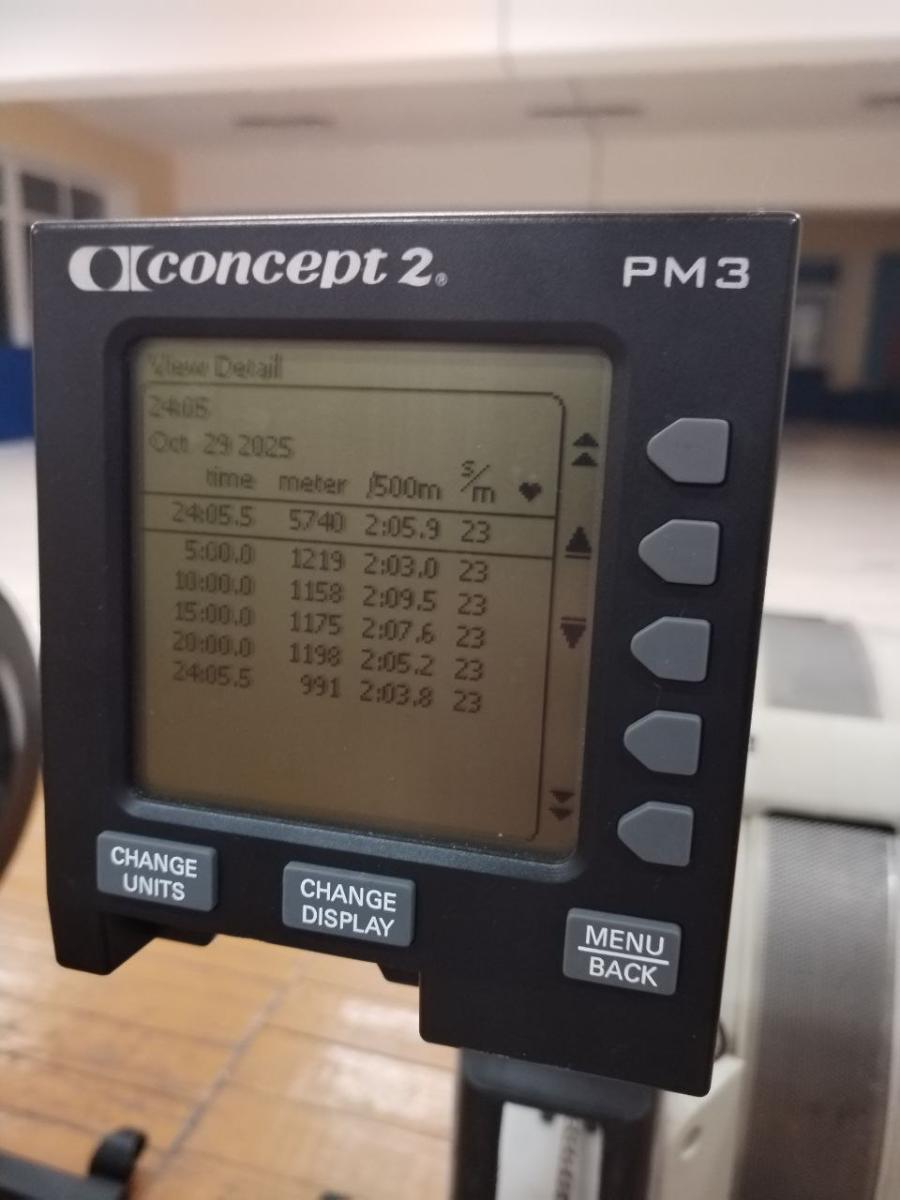 concept 2®
PM3
View Detail
24:05
Oct 29 2025
time meter /500m s/m
24:05.5 5740 2:05.9 23
5:00.0 1219 2:03.0 23
10:00.0 1158 2:09.5 23
15:00.0 1175 2:07.6 23
20:00.0 1198 2:05.2 23
24:05.5 991 2:03.8 23
CHANGE
UNITS
CHANGE
DISPLAY
MENU
BACK